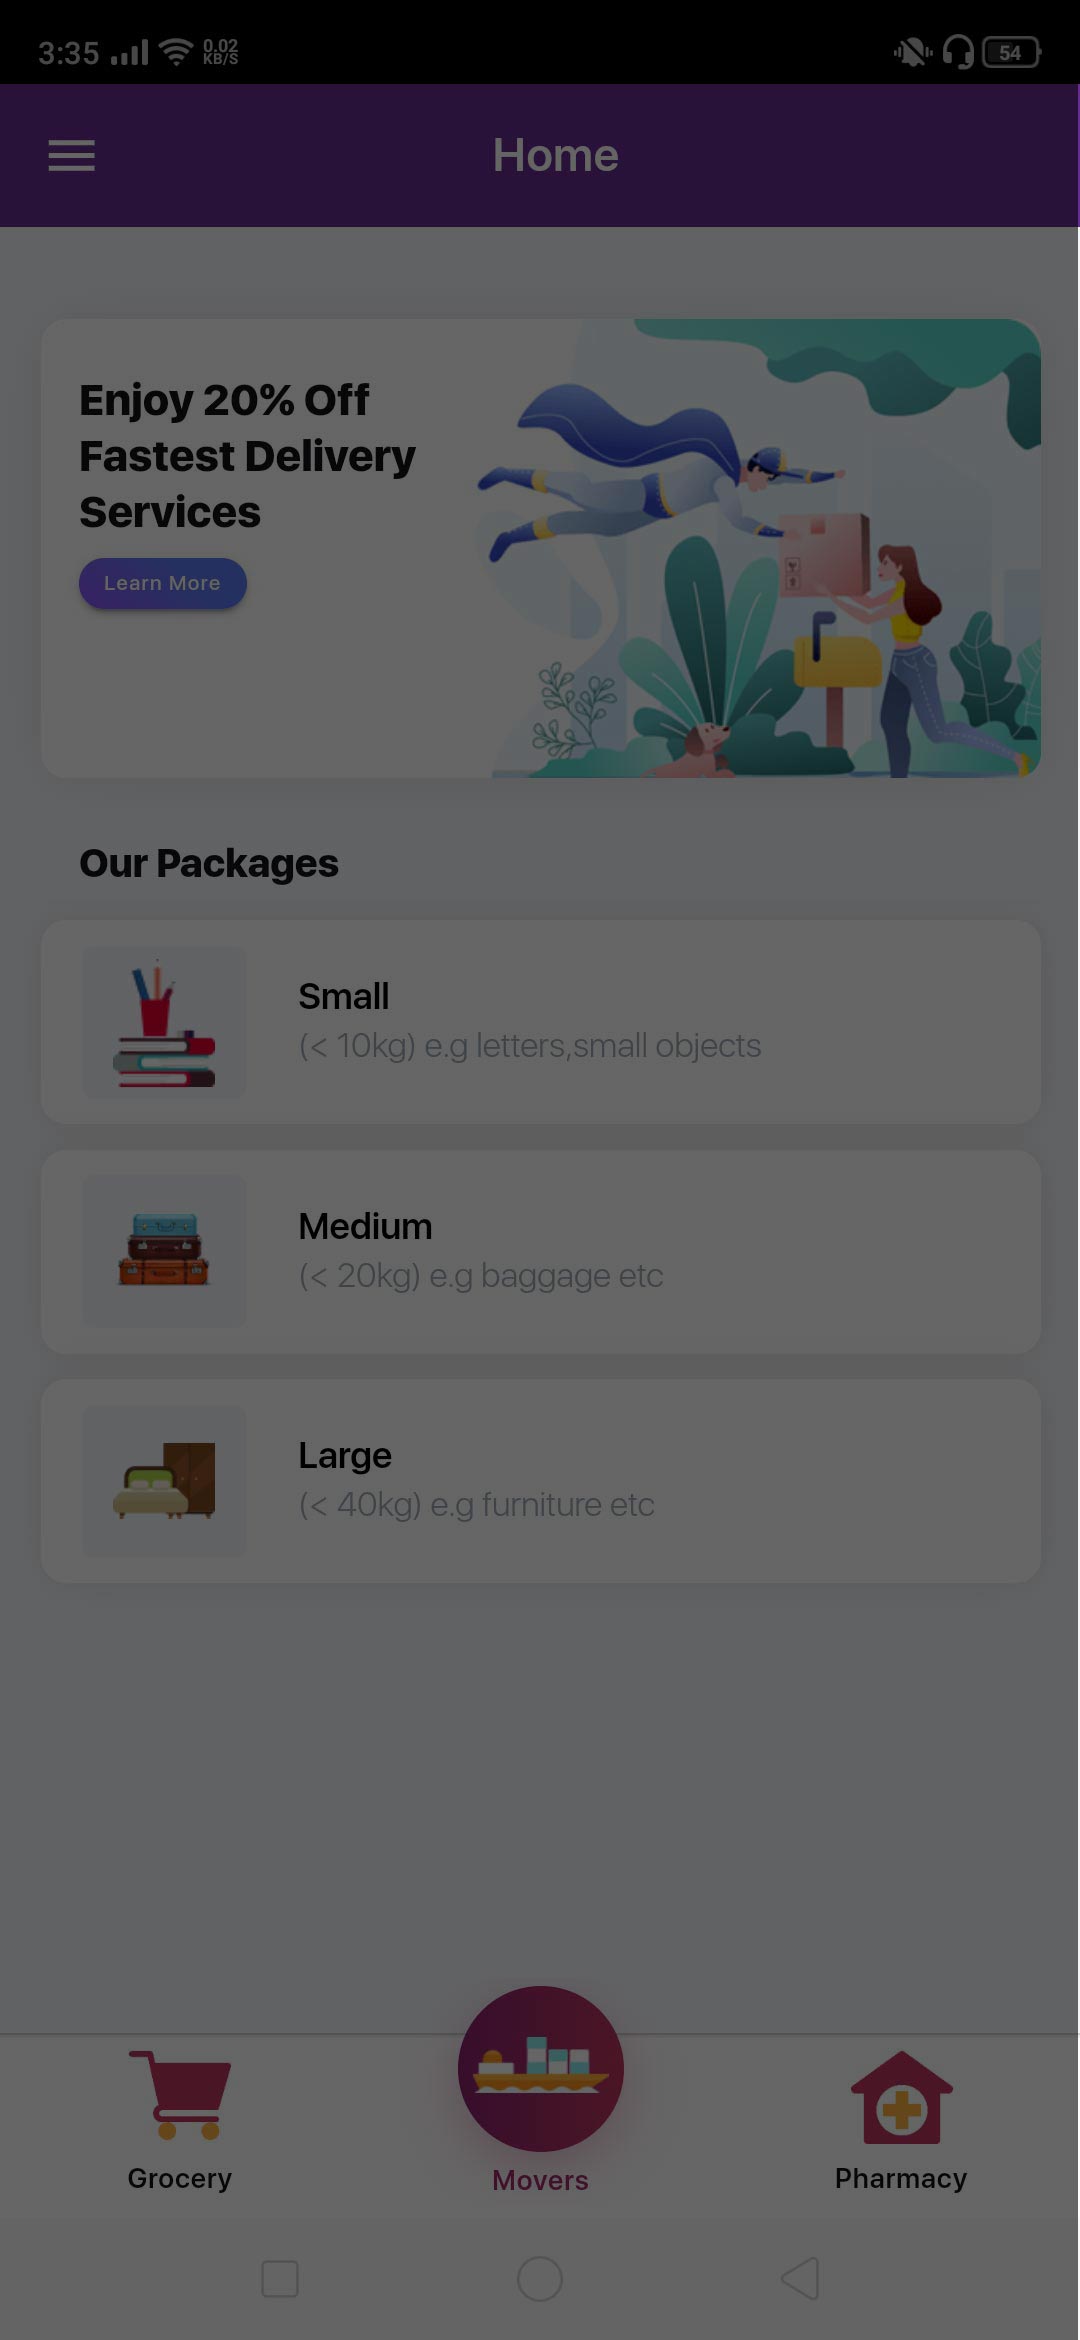 3:35 0.02 KB/S 54
Home
Enjoy 20% Off
Fastest Delivery
Services
Learn More
Our Packages
Small
(< 10kg) e.g letters,small objects
Medium
(< 20kg) e.g baggage etc
Large
(< 40kg) e.g furniture etc
Grocery Movers Pharmacy